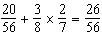 20/56 + 3/8 × 2/7 = 26/56